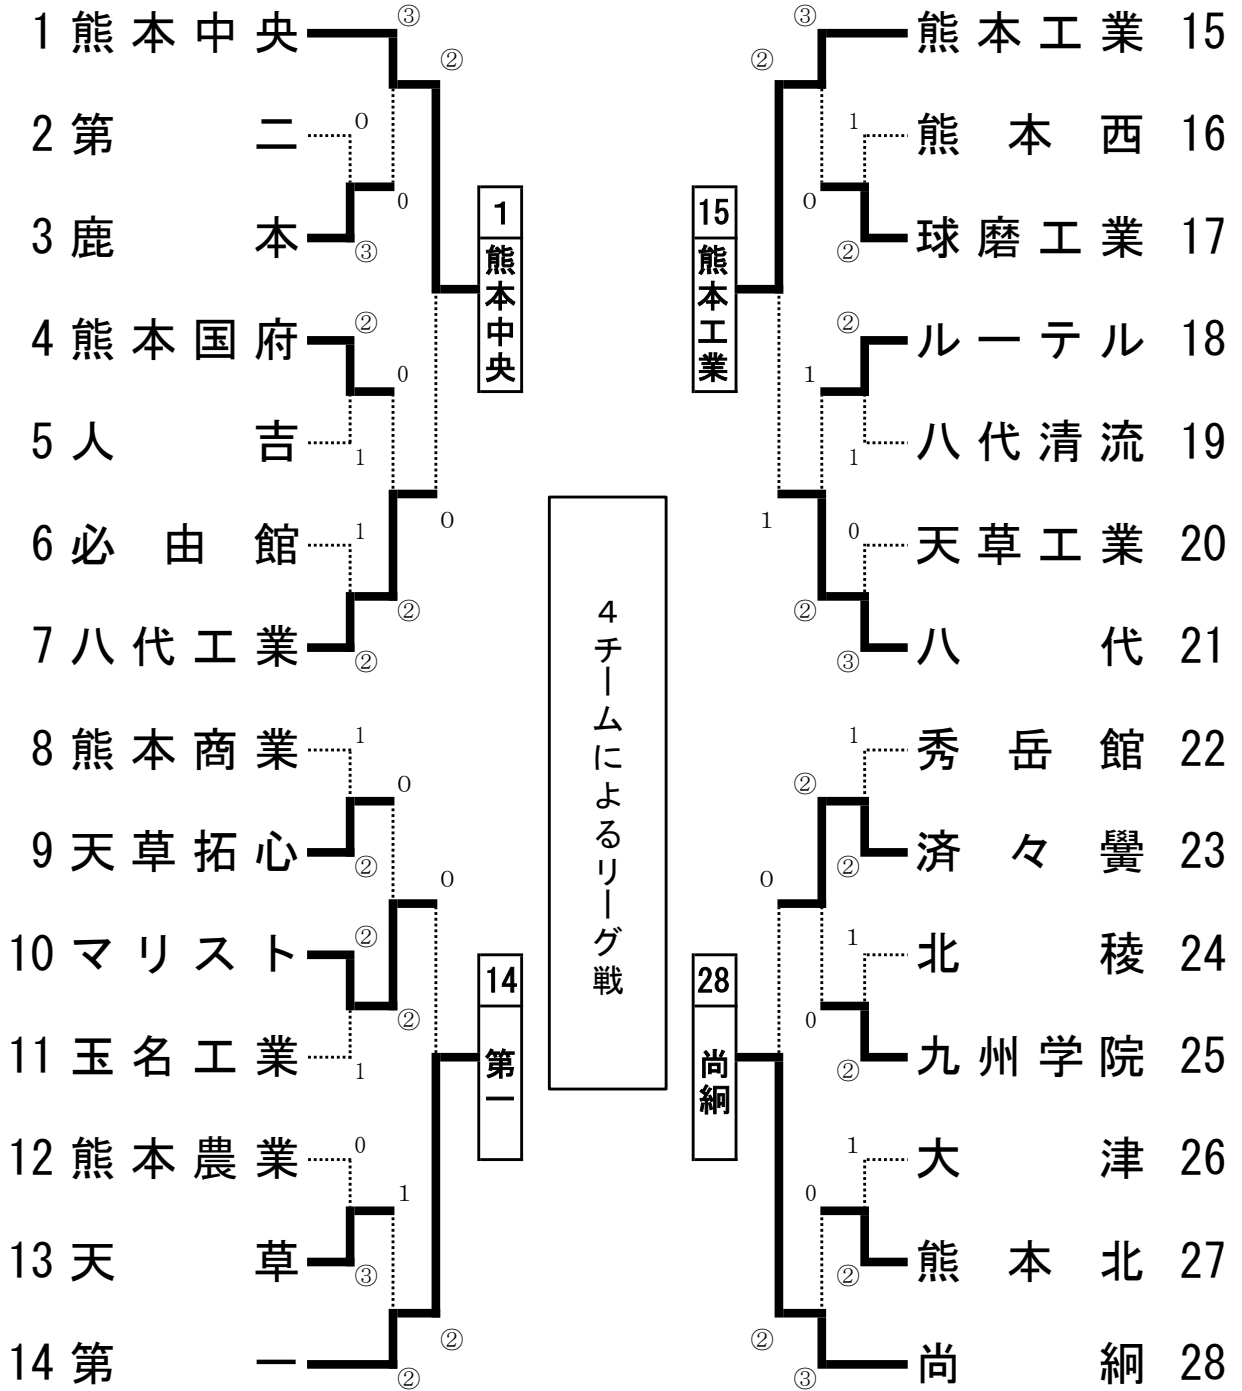 1 熊本中央
③
②
2 第二
0
0
3 鹿本
③
4 熊本国府
②
0
5 人吉
1
6 必由館
1
0
7 八代工業
②
②
8 熊本商業
1
0
9 天草拓心
②
0
10 マリスト
②
②
11 玉名工業
1
12 熊本農業
0
1
13 天草
③
14 第一
②
②
1
熊本中央
14
第一
4チームによるリーグ戦
15
熊本工業
28
尚絅
③
②
熊本工業 15
1
熊本西 16
0
②
球磨工業 17
②
1
ルーテル 18
1
八代清流 19
1
0
天草工業 20
②
③
八代 21
1
②
秀岳館 22
②
0
済々黌 23
1
北稜 24
0
②
九州学院 25
1
0
大津 26
②
熊本北 27
②
③
尚絅 28